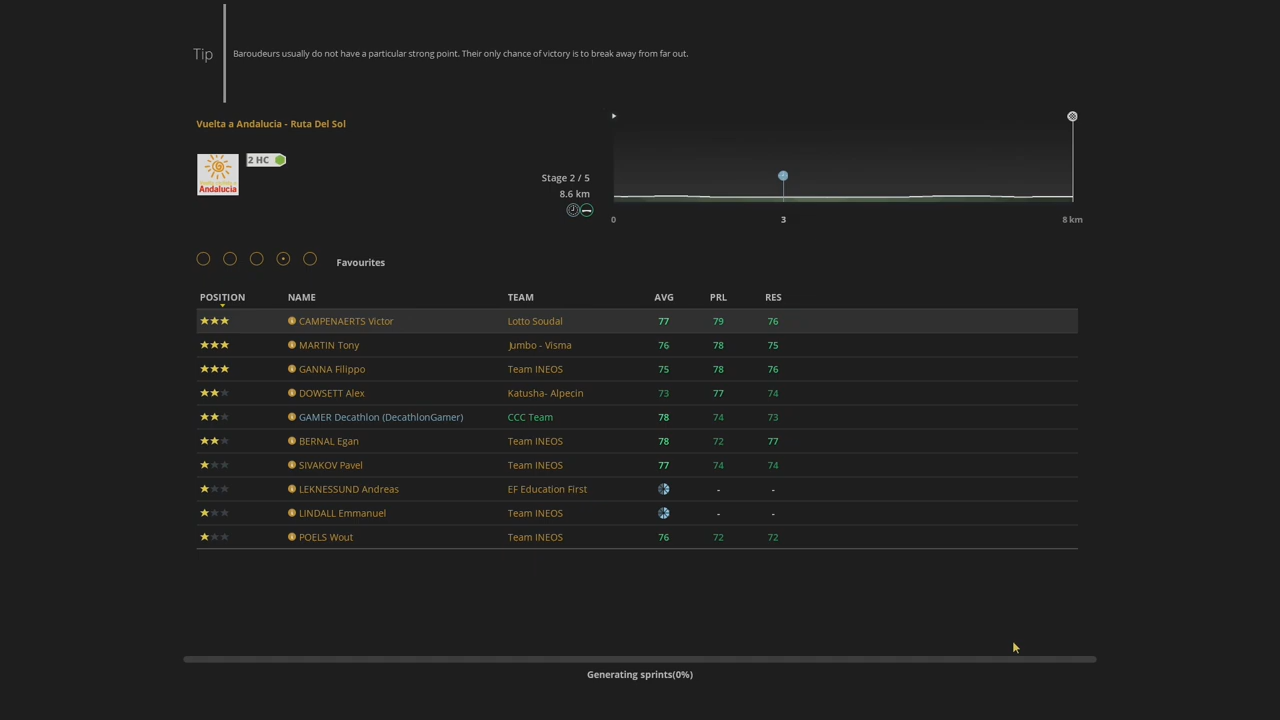 Tip
Baroudeurs usually do not have a particular strong point. Their only chance of victory is to break away from far out.
Vuelta a Andalucia - Ruta Del Sol
Andalucia
2 HC
Stage 2 / 5
8.6 km
0 3 8 km
Favourites
POSITION NAME TEAM AVG PRL RES
CAMPENAERTS Victor Lotto Soudal 77 79 76
MARTIN Tony Jumbo - Visma 76 78 75
GANNA Filippo Team INEOS 75 78 76
DOWSETT Alex Katusha- Alpecin 73 77 74
GAMER Decathlon (DecathlonGamer) CCC Team 78 74 73
BERNAL Egan Team INEOS 78 72 77
SIVAKOV Pavel Team INEOS 77 74 74
LEKNESSUND Andreas EF Education First - -
LINDALL Emmanuel Team INEOS - -
POELS Wout Team INEOS 76 72 72
Generating sprints(0%)